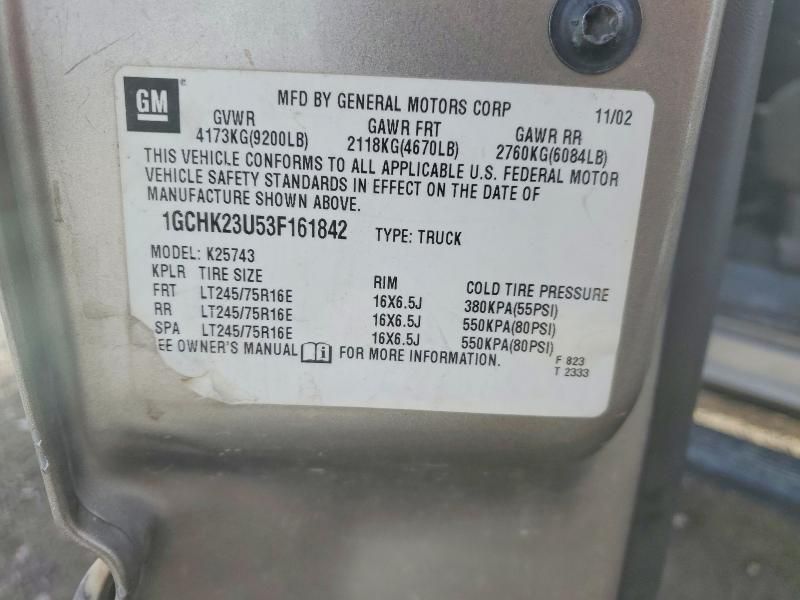 GM
MFD BY GENERAL MOTORS CORP 11/02
GVWR GAWR FRT GAWR RR
4173KG(9200LB) 2118KG(4670LB) 2760KG(6084LB)
THIS VEHICLE CONFORMS TO ALL APPLICABLE U.S. FEDERAL MOTOR
VEHICLE SAFETY STANDARDS IN EFFECT ON THE DATE OF
MANUFACTURE SHOWN ABOVE.
1GCHK23U53F161842 TYPE: TRUCK
MODEL: K25743
KPLR TIRE SIZE RIM COLD TIRE PRESSURE
FRT LT245/75R16E 16X6.5J 380KPA(55PSI)
RR LT245/75R16E 16X6.5J 550KPA(80PSI)
SPA LT245/75R16E 16X6.5J 550KPA(80PSI)
EE OWNER'S MANUAL FOR MORE INFORMATION.
F 823
T 2333